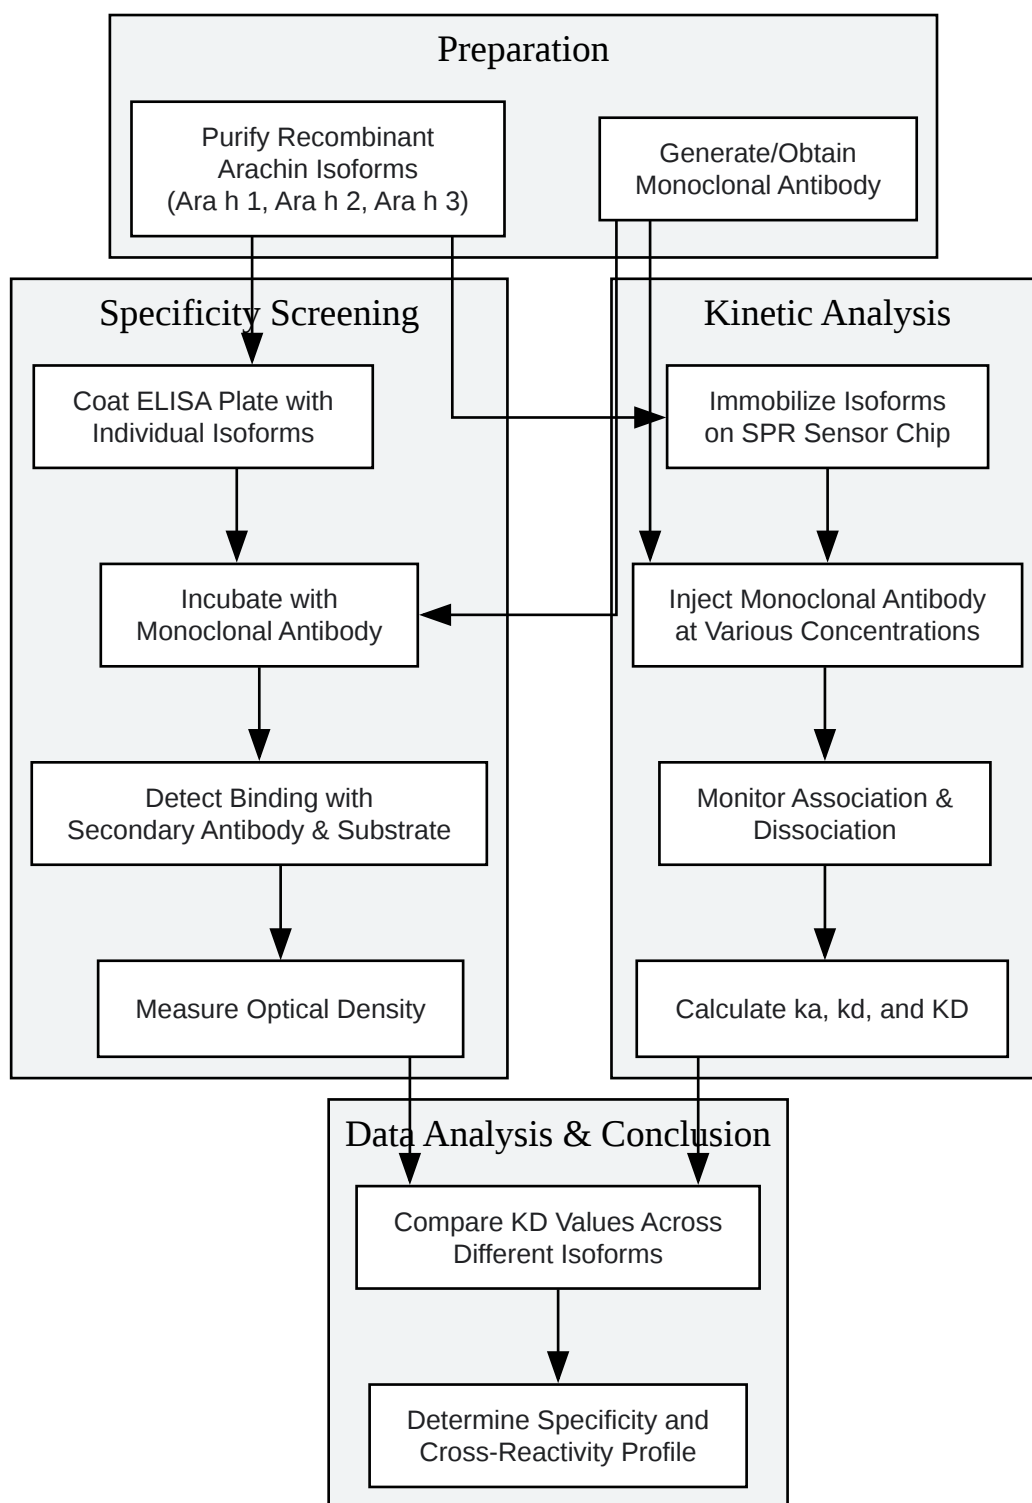 Preparation
Purify Recombinant
Arachin Isoforms
(Ara h 1, Ara h 2, Ara h 3)
Generate/Obtain
Monoclonal Antibody
Specificity Screening
Coat ELISA Plate with
Individual Isoforms
Incubate with
Monoclonal Antibody
Detect Binding with
Secondary Antibody & Substrate
Measure Optical Density
Kinetic Analysis
Immobilize Isoforms
on SPR Sensor Chip
Inject Monoclonal Antibody
at Various Concentrations
Monitor Association &
Dissociation
Calculate ka, kd, and KD
Data Analysis & Conclusion
Compare KD Values Across
Different Isoforms
Determine Specificity and
Cross-Reactivity Profile